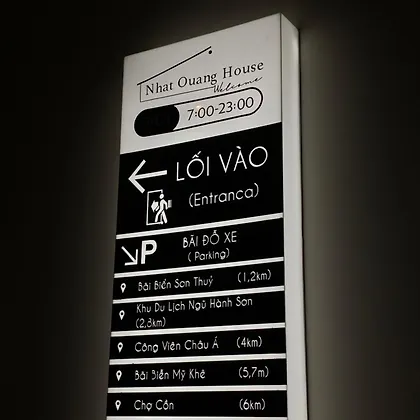 Nhat Quang House
Welcome
7:00-23:00
LỐI VÀO
(Entranca)
P
BÃI ĐỖ XE
( Parking)
Bãi Biển Sơn Thuỷ (1,2km)
Khu Du Lịch Ngũ Hành Sơn
(2,3km)
Công Viên Châu Á (4km)
Bãi Biển Mỹ Khê (5,7m)
Chợ Cồn (6km)